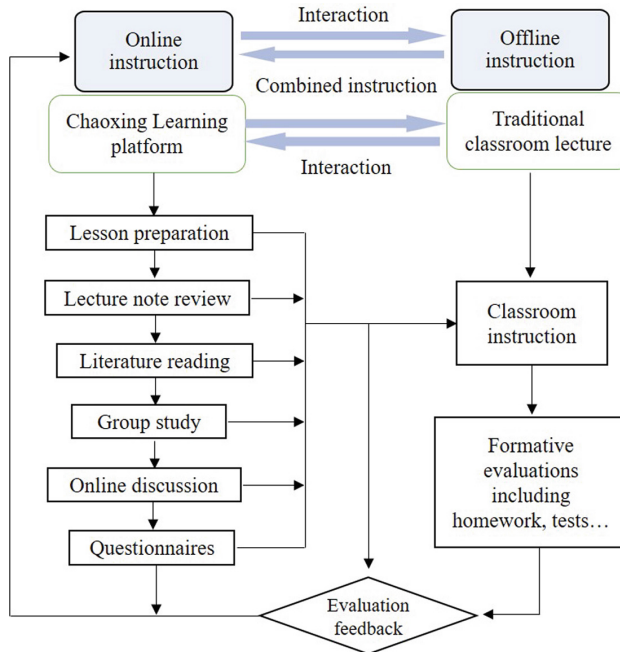 Interaction
Online
instruction
Offline
instruction
Combined instruction
Chaoxing Learning
platform
Traditional
classroom lecture
Interaction
Lesson preparation
Lecture note review
Literature reading
Group study
Online discussion
Questionnaires
Classroom
instruction
Formative
evaluations
including
homework, tests…
Evaluation
feedback